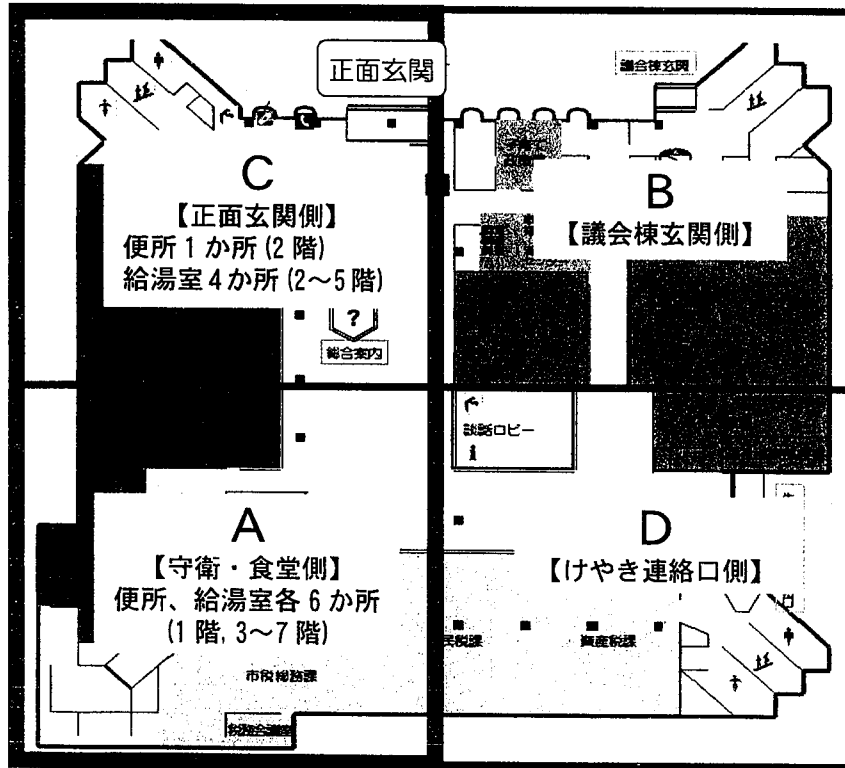 正面玄関
議会棟玄関
C
【正面玄関側】
便所1か所(2階)
給湯室4か所(2～5階)
B
【議会棟玄関側】
?
総合案内
談話ロビー
i
A
【守衛・食堂側】
便所、給湯室各6か所
(1階,3～7階)
D
【けやき連絡口側】
民税課
資産税課
市税総務課